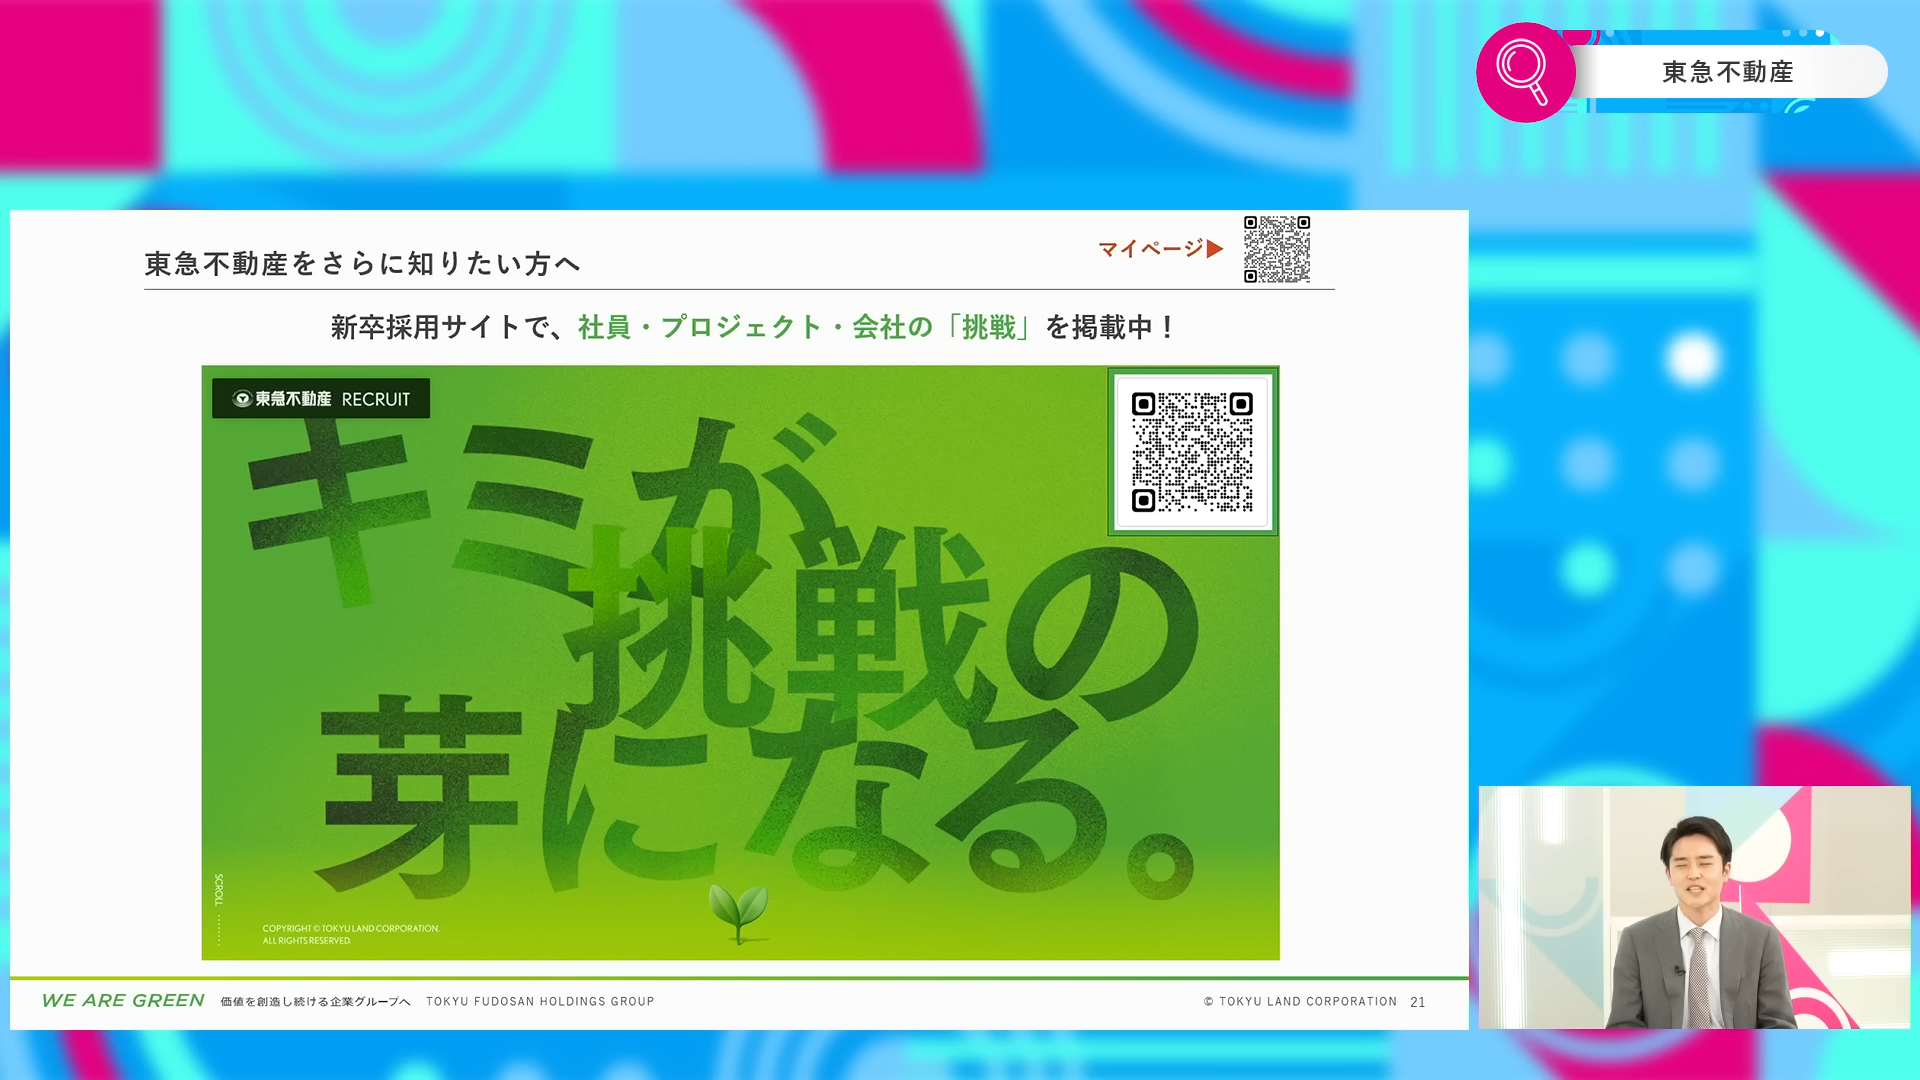 東急不動産
東急不動産をさらに知りたい方へ
マイページ▶
新卒採用サイトで、社員・プロジェクト・会社の「挑戦」を掲載中！
東急不動産 RECRUIT
キミが
挑戦の
芽になる。
SCROLL
COPYRIGHT © TOKYU LAND CORPORATION.
ALL RIGHTS RESERVED.
WE ARE GREEN 価値を創造し続ける企業グループへ TOKYU FUDOSAN HOLDINGS GROUP
© TOKYU LAND CORPORATION 21